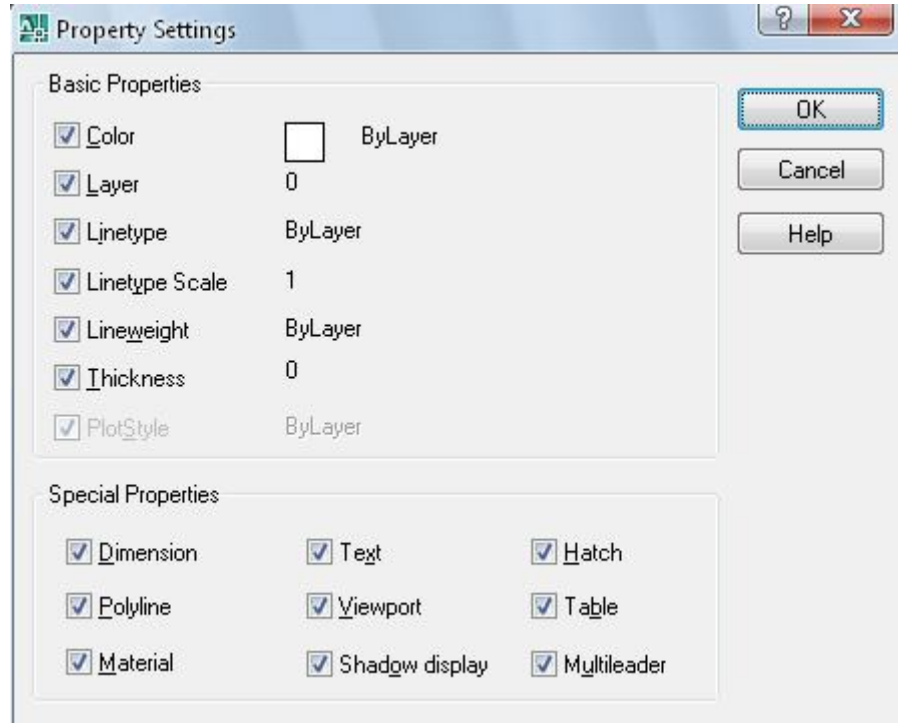 Property Settings
Basic Properties
Color ByLayer
Layer 0
Linetype ByLayer
Linetype Scale 1
Lineweight ByLayer
Thickness 0
PlotStyle ByLayer
OK
Cancel
Help
Special Properties
Dimension Text Hatch
Polyline Viewport Table
Material Shadow display Multileader